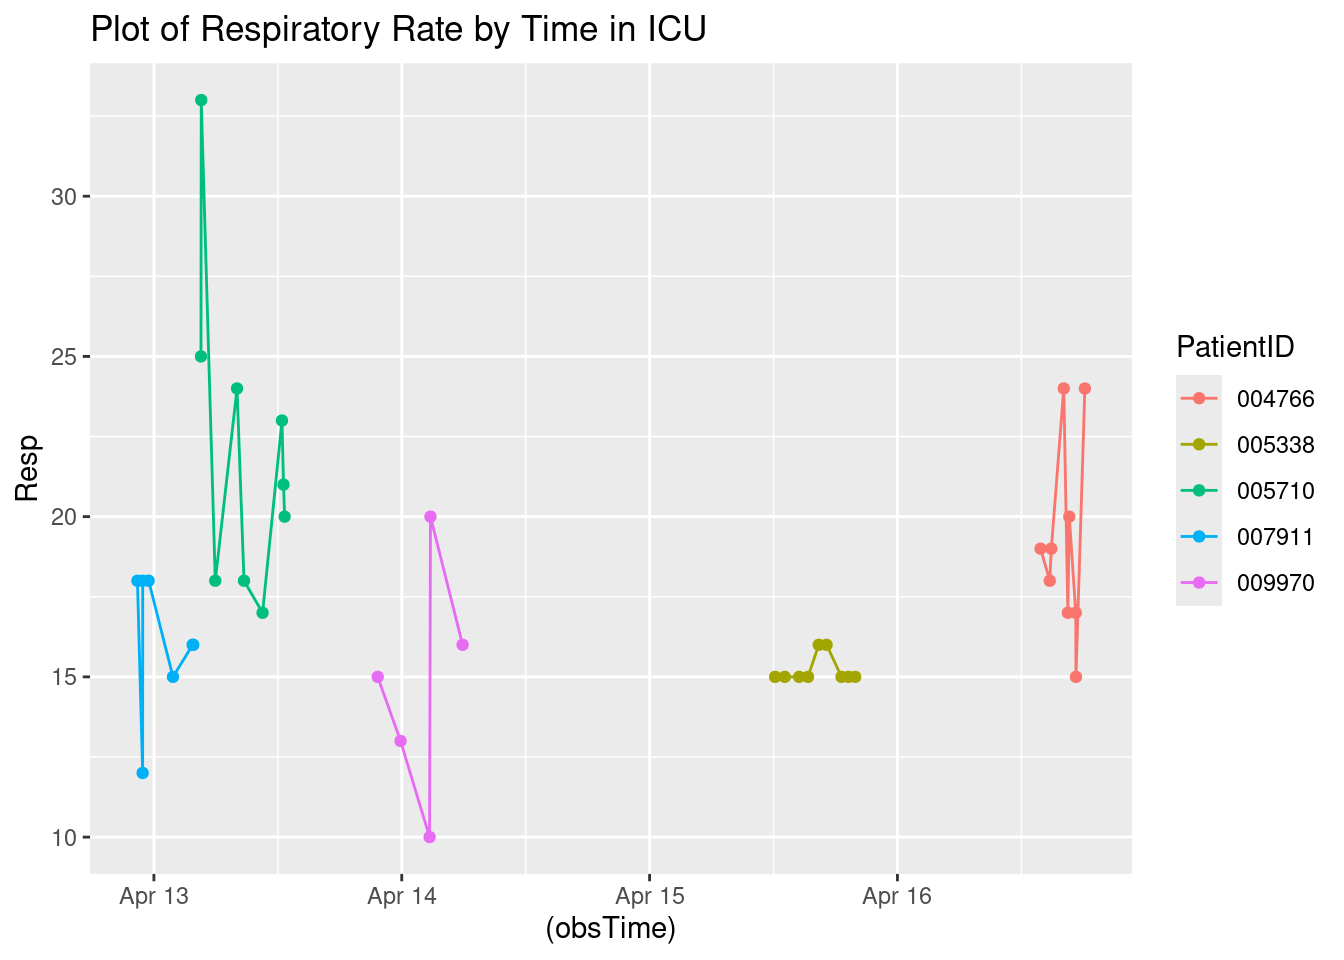 Plot of Respiratory Rate by Time in ICU
Resp
30
25
20
15
10
Apr 13
Apr 14
Apr 15
Apr 16
(obsTime)
PatientID
004766
005338
005710
007911
009970